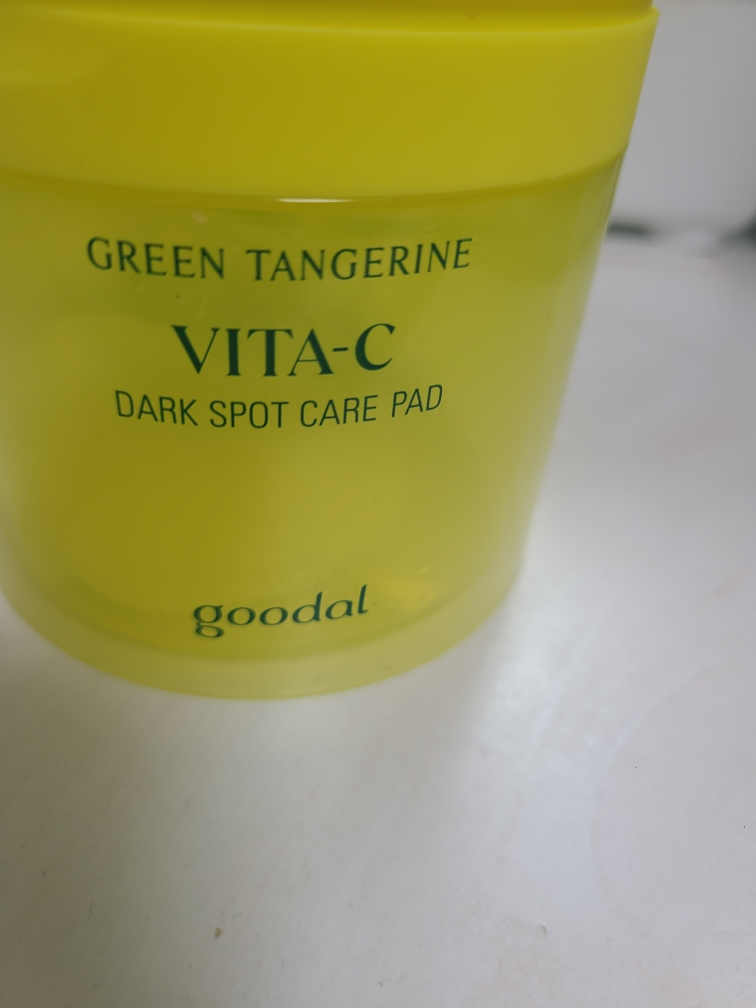 GREEN TANGERINE
VITA-C
DARK SPOT CARE PAD
goodal